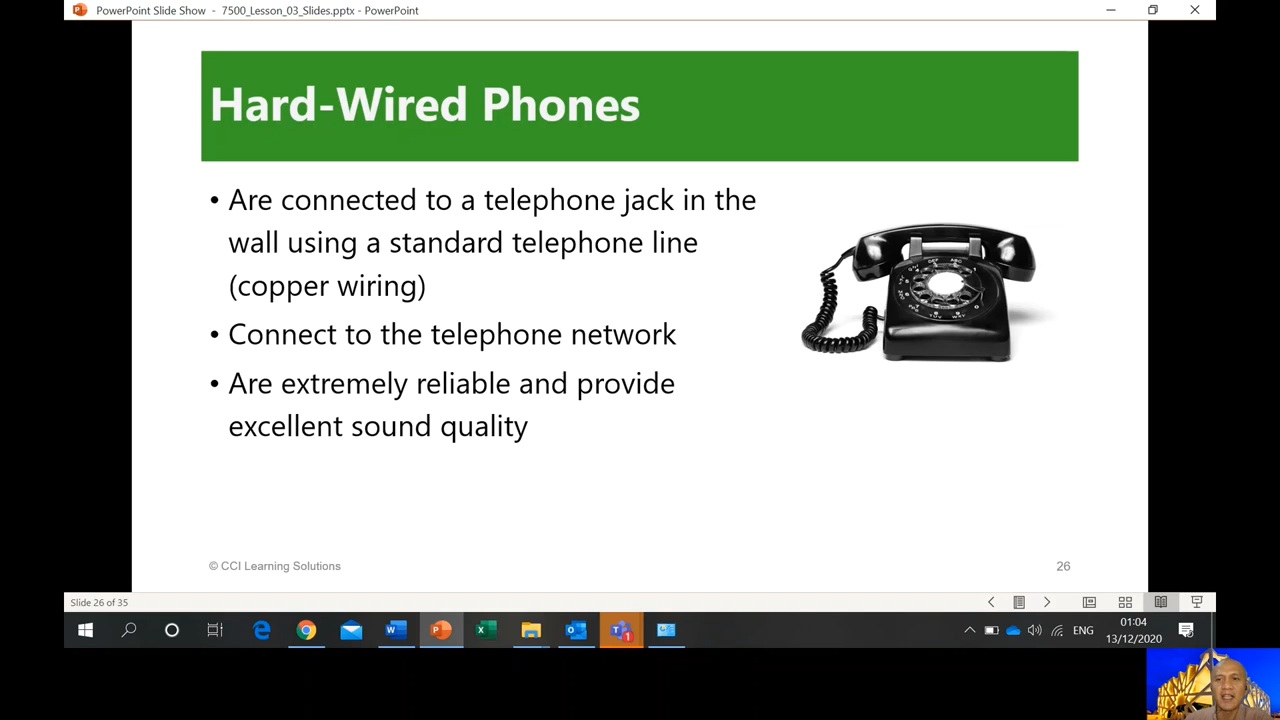 PowerPoint Slide Show - 7500_Lesson_03_Slides.pptx - PowerPoint
Hard-Wired Phones
• Are connected to a telephone jack in the
wall using a standard telephone line
(copper wiring)
• Connect to the telephone network
• Are extremely reliable and provide
excellent sound quality
© CCI Learning Solutions
26
Slide 26 of 35
ENG
01:04
13/12/2020